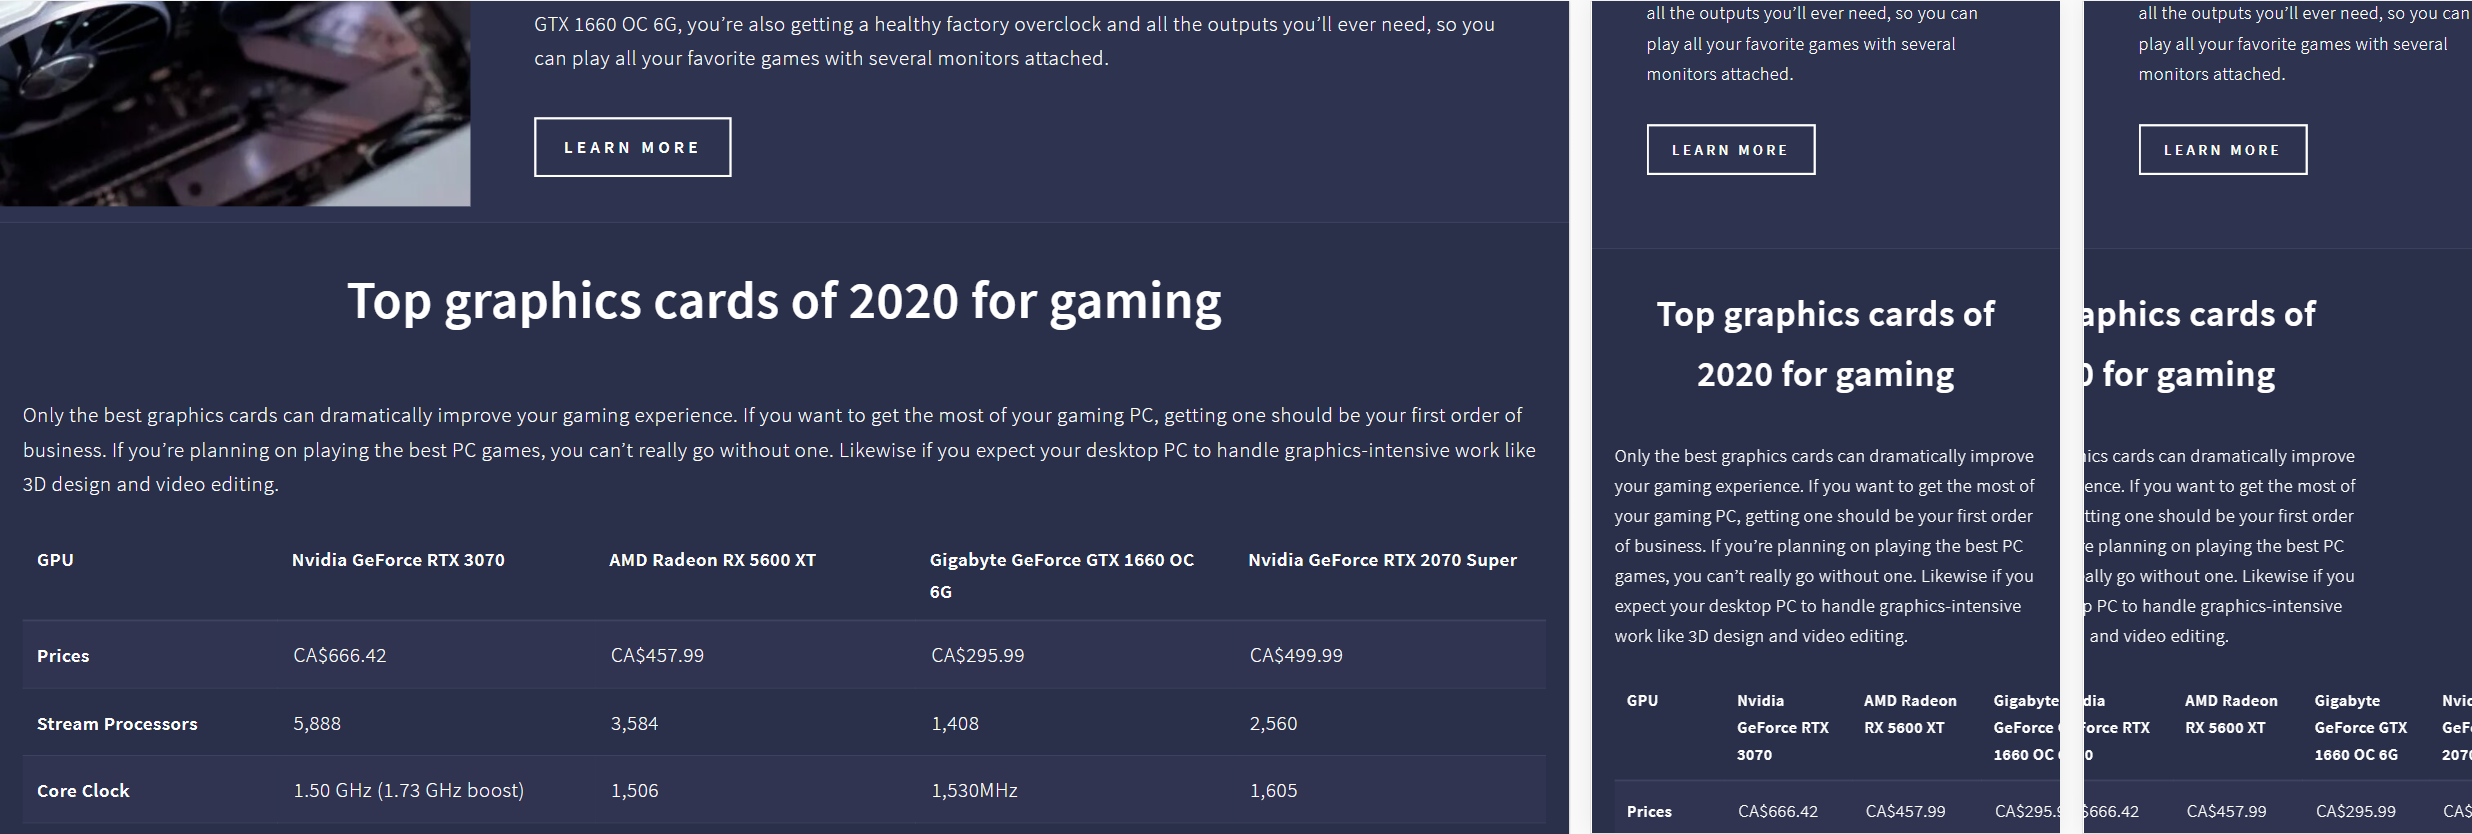 GTX 1660 OC 6G, you’re also getting a healthy factory overclock and all the outputs you’ll ever need, so you
can play all your favorite games with several monitors attached.
LEARN MORE
Top graphics cards of 2020 for gaming
Only the best graphics cards can dramatically improve your gaming experience. If you want to get the most of your gaming PC, getting one should be your first order of
business. If you’re planning on playing the best PC games, you can’t really go without one. Likewise if you expect your desktop PC to handle graphics-intensive work like
3D design and video editing.
GPU Nvidia GeForce RTX 3070 AMD Radeon RX 5600 XT Gigabyte GeForce GTX 1660 OC Nvidia GeForce RTX 2070 Super
6G
Prices CA$666.42 CA$457.99 CA$295.99 CA$499.99
Stream Processors 5,888 3,584 1,408 2,560
Core Clock 1.50 GHz (1.73 GHz boost) 1,506 1,530MHz 1,605
all the outputs you’ll ever need, so you can
play all your favorite games with several
monitors attached.
LEARN MORE
Top graphics cards of
2020 for gaming
Only the best graphics cards can dramatically improve
your gaming experience. If you want to get the most of
your gaming PC, getting one should be your first order
of business. If you’re planning on playing the best PC
games, you can’t really go without one. Likewise if you
expect your desktop PC to handle graphics-intensive
work like 3D design and video editing.
GPU Nvidia AMD Radeon Gigabyte
GeForce RTX RX 5600 XT GeForce
3070 1660 OC
Prices CA$666.42 CA$457.99 CA$295.9
all the outputs you’ll ever need, so you can
play all your favorite games with several
monitors attached.
LEARN MORE
aphics cards of
0 for gaming
ics cards can dramatically improve
ence. If you want to get the most of
tting one should be your first order
e planning on playing the best PC
ally go without one. Likewise if you
p PC to handle graphics-intensive
and video editing.
dia AMD Radeon Gigabyte Nvid
Force RTX RX 5600 XT GeForce GTX GeF
0 1660 OC 6G 2070
$666.42 CA$457.99 CA$295.99 CA$